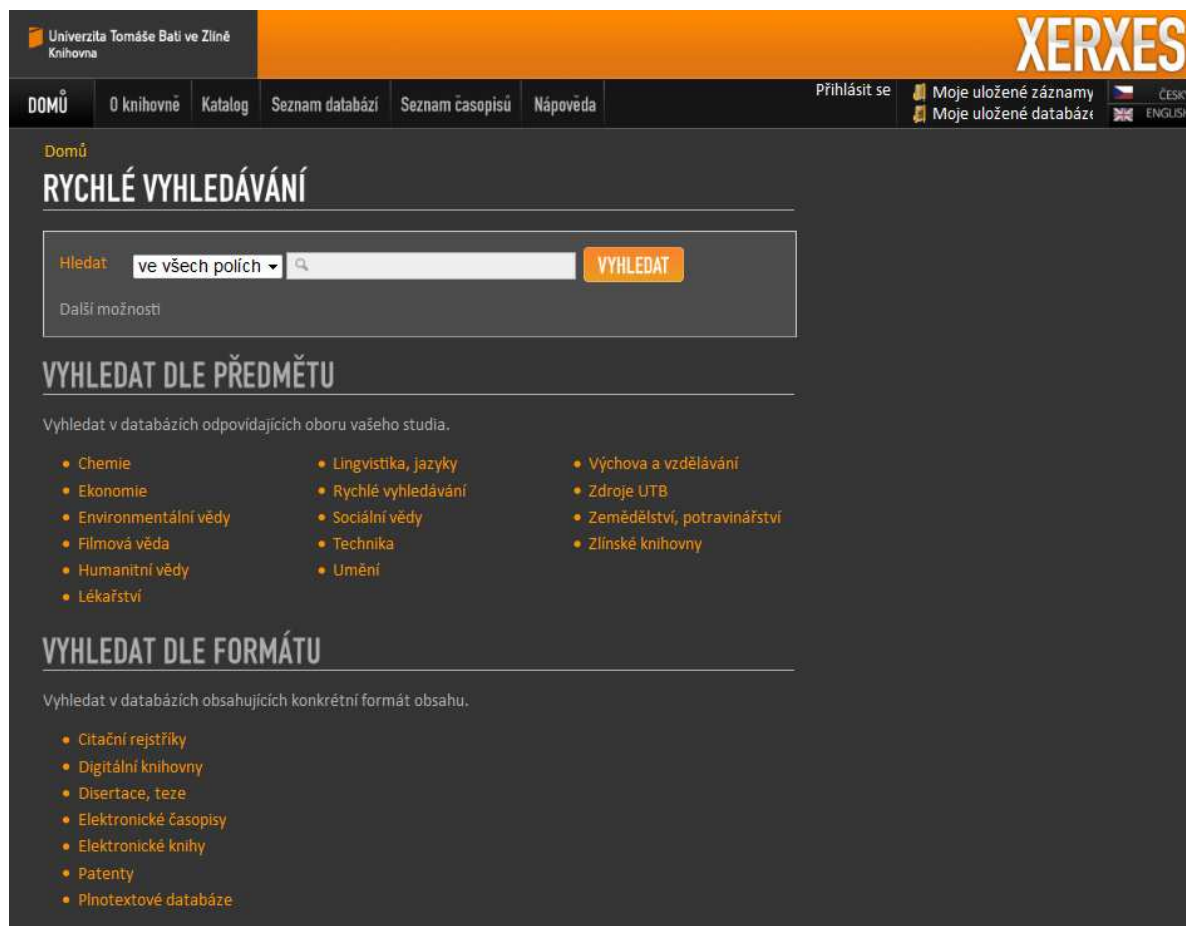 Univerzita Tomáše Bati ve Zlíně
Knihovna
XERXES
DOMŮ O knihovně Katalog Seznam databází Seznam časopisů Nápověda Přihlásit se Moje uložené záznamy ČESKY
Moje uložené databáze ENGLISH
Domů
RYCHLÉ VYHLEDÁVÁNÍ
Hledat ve všech polích VYHLEDAT
Další možnosti
VYHLEDAT DLE PŘEDMĚTU
Vyhledat v databázích odpovídajících oboru vašeho studia.
Chemie
Ekonomie
Environmentální vědy
Filmová věda
Humanitní vědy
Lékařství
Lingvistika, jazyky
Rychlé vyhledávání
Sociální vědy
Technika
Umění
Výchova a vzdělávání
Zdroje UTB
Zemědělství, potravinářství
Zlínské knihovny
VYHLEDAT DLE FORMÁTU
Vyhledat v databázích obsahujících konkrétní formát obsahu.
Citační rejstříky
Digitální knihovny
Disertace, teze
Elektronické časopisy
Elektronické knihy
Patenty
Plnotextové databáze